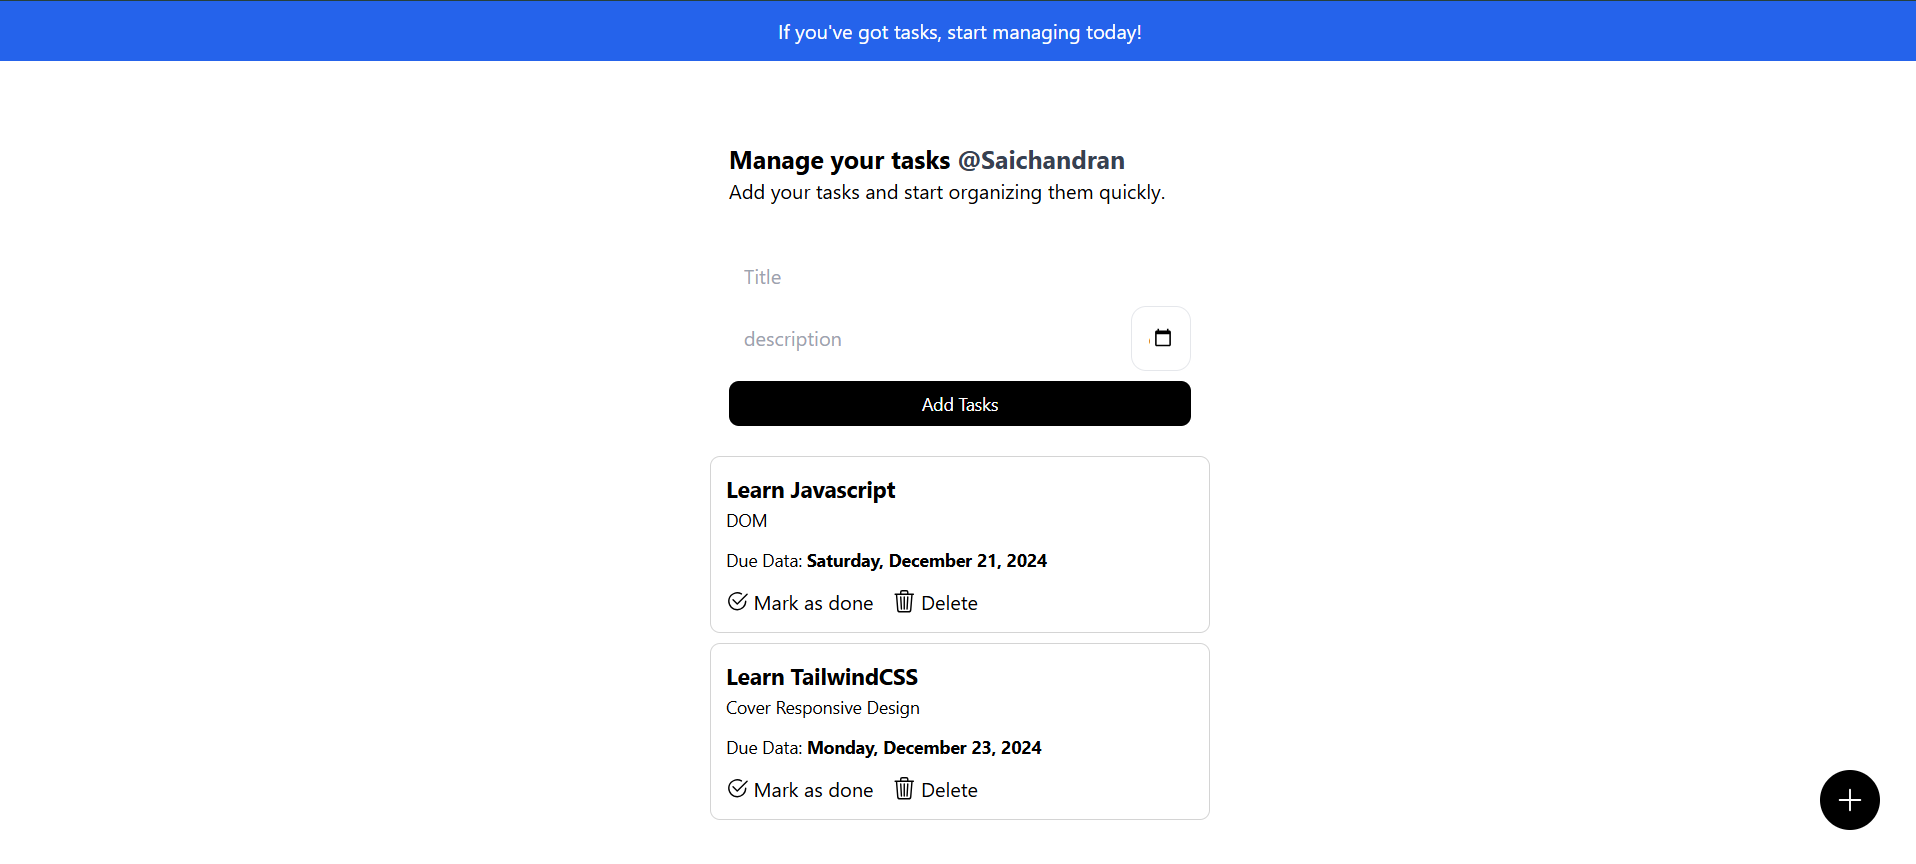 If you've got tasks, start managing today!
Manage your tasks @Saichandran
Add your tasks and start organizing them quickly.
Title
description
Add Tasks
Learn Javascript
DOM
Due Data: Saturday, December 21, 2024
Mark as done Delete
Learn TailwindCSS
Cover Responsive Design
Due Data: Monday, December 23, 2024
Mark as done Delete